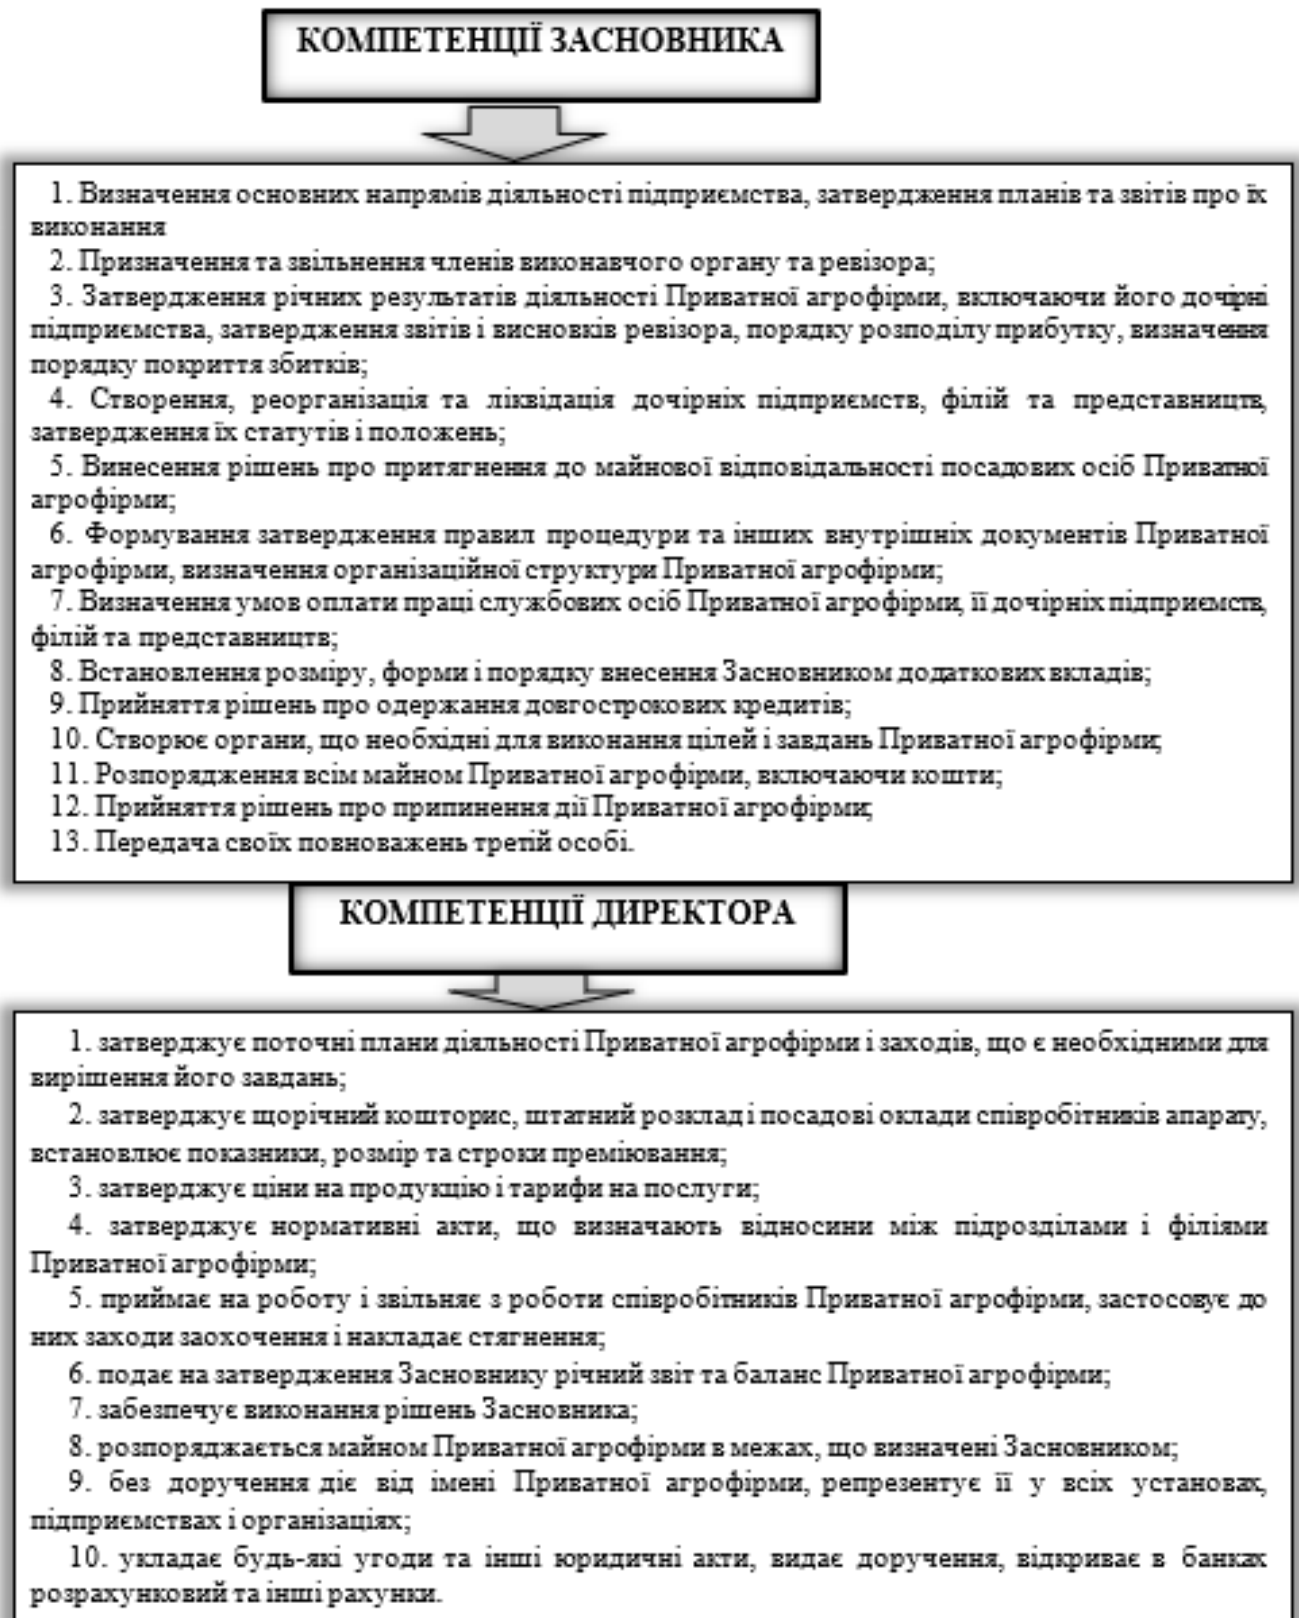 КОМПЕТЕНЦІЇ ЗАСНОВНИКА
1. Визначення основних напрямів діяльності підприємства, затвердження планів та звітів про їх
виконання
2. Призначення та звільнення членів виконавчого органу та ревізора;
3. Затвердження річних результатів діяльності Приватної агрофірми, включаючи його дочірні
підприємства, затвердження звітів і висновків ревізора, порядку розподілу прибутку, визначення
порядку покриття збитків;
4. Створення, реорганізація та ліквідація дочірніх підприємств, філій та представництв,
затвердження їх статутів і положень;
5. Винесення рішень про притягнення до майнової відповідальності посадових осіб Приватної
агрофірми;
6. Формування затвердження правил процедури та інших внутрішніх документів Приватної
агрофірми, визначення організаційної структури Приватної агрофірми;
7. Визначення умов оплати праці службових осіб Приватної агрофірми, її дочірніх підприємств,
філій та представництв;
8. Встановлення розміру, форми і порядку внесення Засновником додаткових вкладів;
9. Прийняття рішень про одержання довгострокових кредитів;
10. Створює органи, що необхідні для виконання цілей і завдань Приватної агрофірми;
11. Розпорядження всім майном Приватної агрофірми, включаючи кошти;
12. Прийняття рішень про припинення дії Приватної агрофірми;
13. Передача своїх повноважень третій особі.
КОМПЕТЕНЦІЇ ДИРЕКТОРА
1. затверджує поточні плани діяльності Приватної агрофірми і заходів, що є необхідними для
вирішення його завдань;
2. затверджує щорічний кошторис, штатний розклад і посадові оклади співробітників апарату,
встановлює показники, розмір та строки преміювання;
3. затверджує ціни на продукцію і тарифи на послуги;
4. затверджує нормативні акти, що визначають відносини між підрозділами і філіями
Приватної агрофірми;
5. приймає на роботу і звільняє з роботи співробітників Приватної агрофірми, застосовує до
них заходи заохочення і накладає стягнення;
6. подає на затвердження Засновнику річний звіт та баланс Приватної агрофірми;
7. забезпечує виконання рішень Засновника;
8. розпоряджається майном Приватної агрофірми в межах, що визначені Засновником;
9. без доручення діє від імені Приватної агрофірми, репрезентує її у всіх установах,
підприємствах і організаціях;
10. укладає будь-які угоди та інші юридичні акти, видає доручення, відкриває в банках
розрахунковий та інші рахунки.